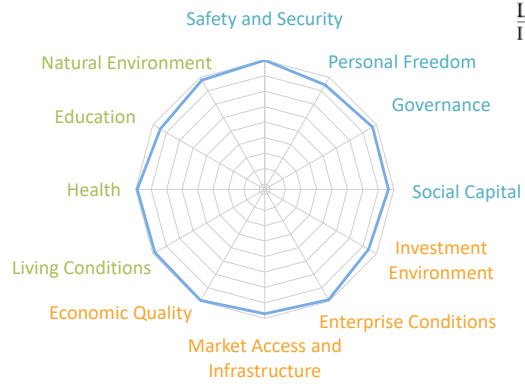 Safety and Security
Natural Environment
Personal Freedom
Education
Governance
Health
Social Capital
Investment
Environment
Living Conditions
Economic Quality
Enterprise Conditions
Market Access and
Infrastructure